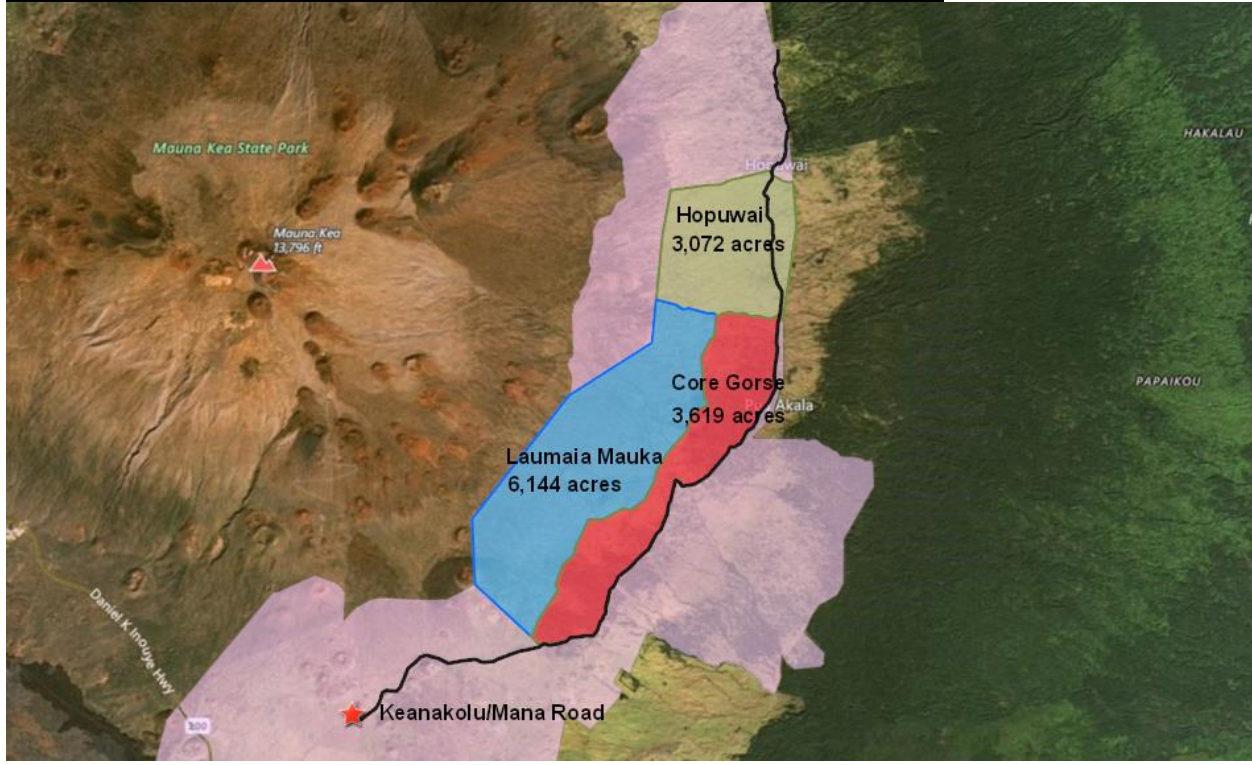 HAKALAU
Mauna Kea State Park
Hopuwai
Hopuwai
3,072 acres
Mauna Kea
13,796 ft
Core Gorse
3,619 acres
Akala
PAPAIKOU
Laumaia Mauka
6,144 acres
Daniel K Inouye Hwy
Keanakolu/Mana Road
200